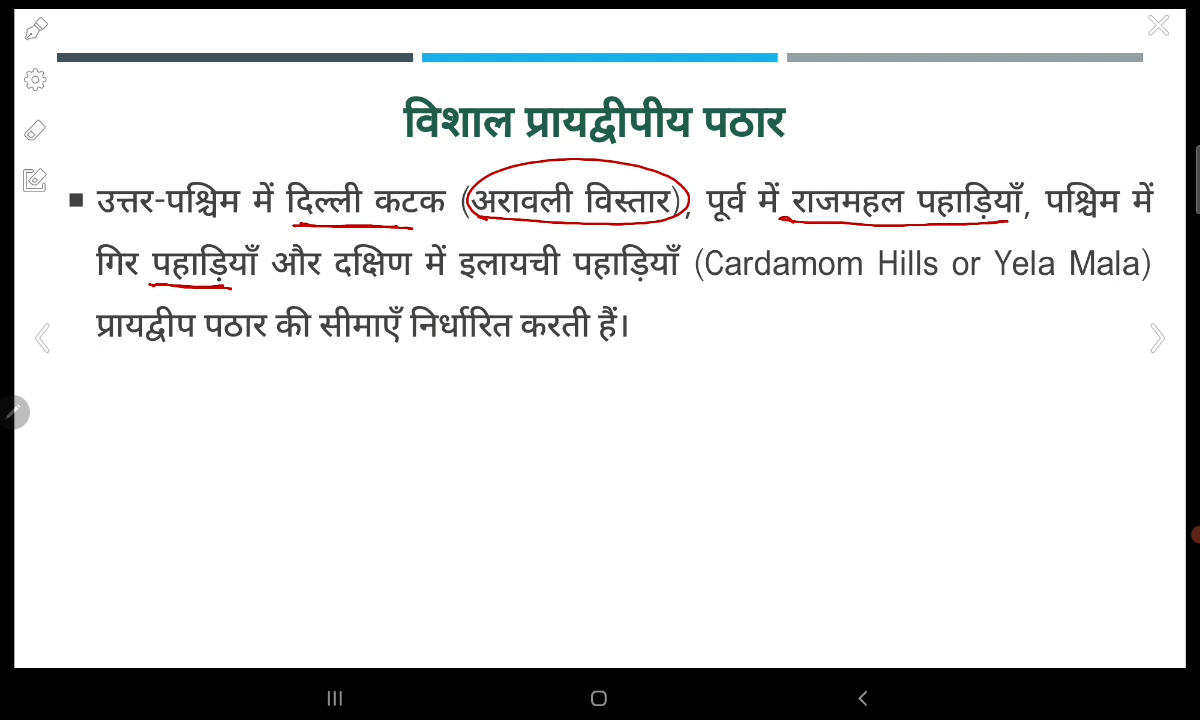 विशाल प्रायद्वीपीय पठार
▪ उत्तर-पश्चिम में दिल्ली कटक (अरावली विस्तार), पूर्व में राजमहल पहाड़ियाँ, पश्चिम में
गिर पहाड़ियाँ और दक्षिण में इलायची पहाड़ियाँ (Cardamom Hills or Yela Mala)
प्रायद्वीप पठार की सीमाएँ निर्धारित करती हैं।